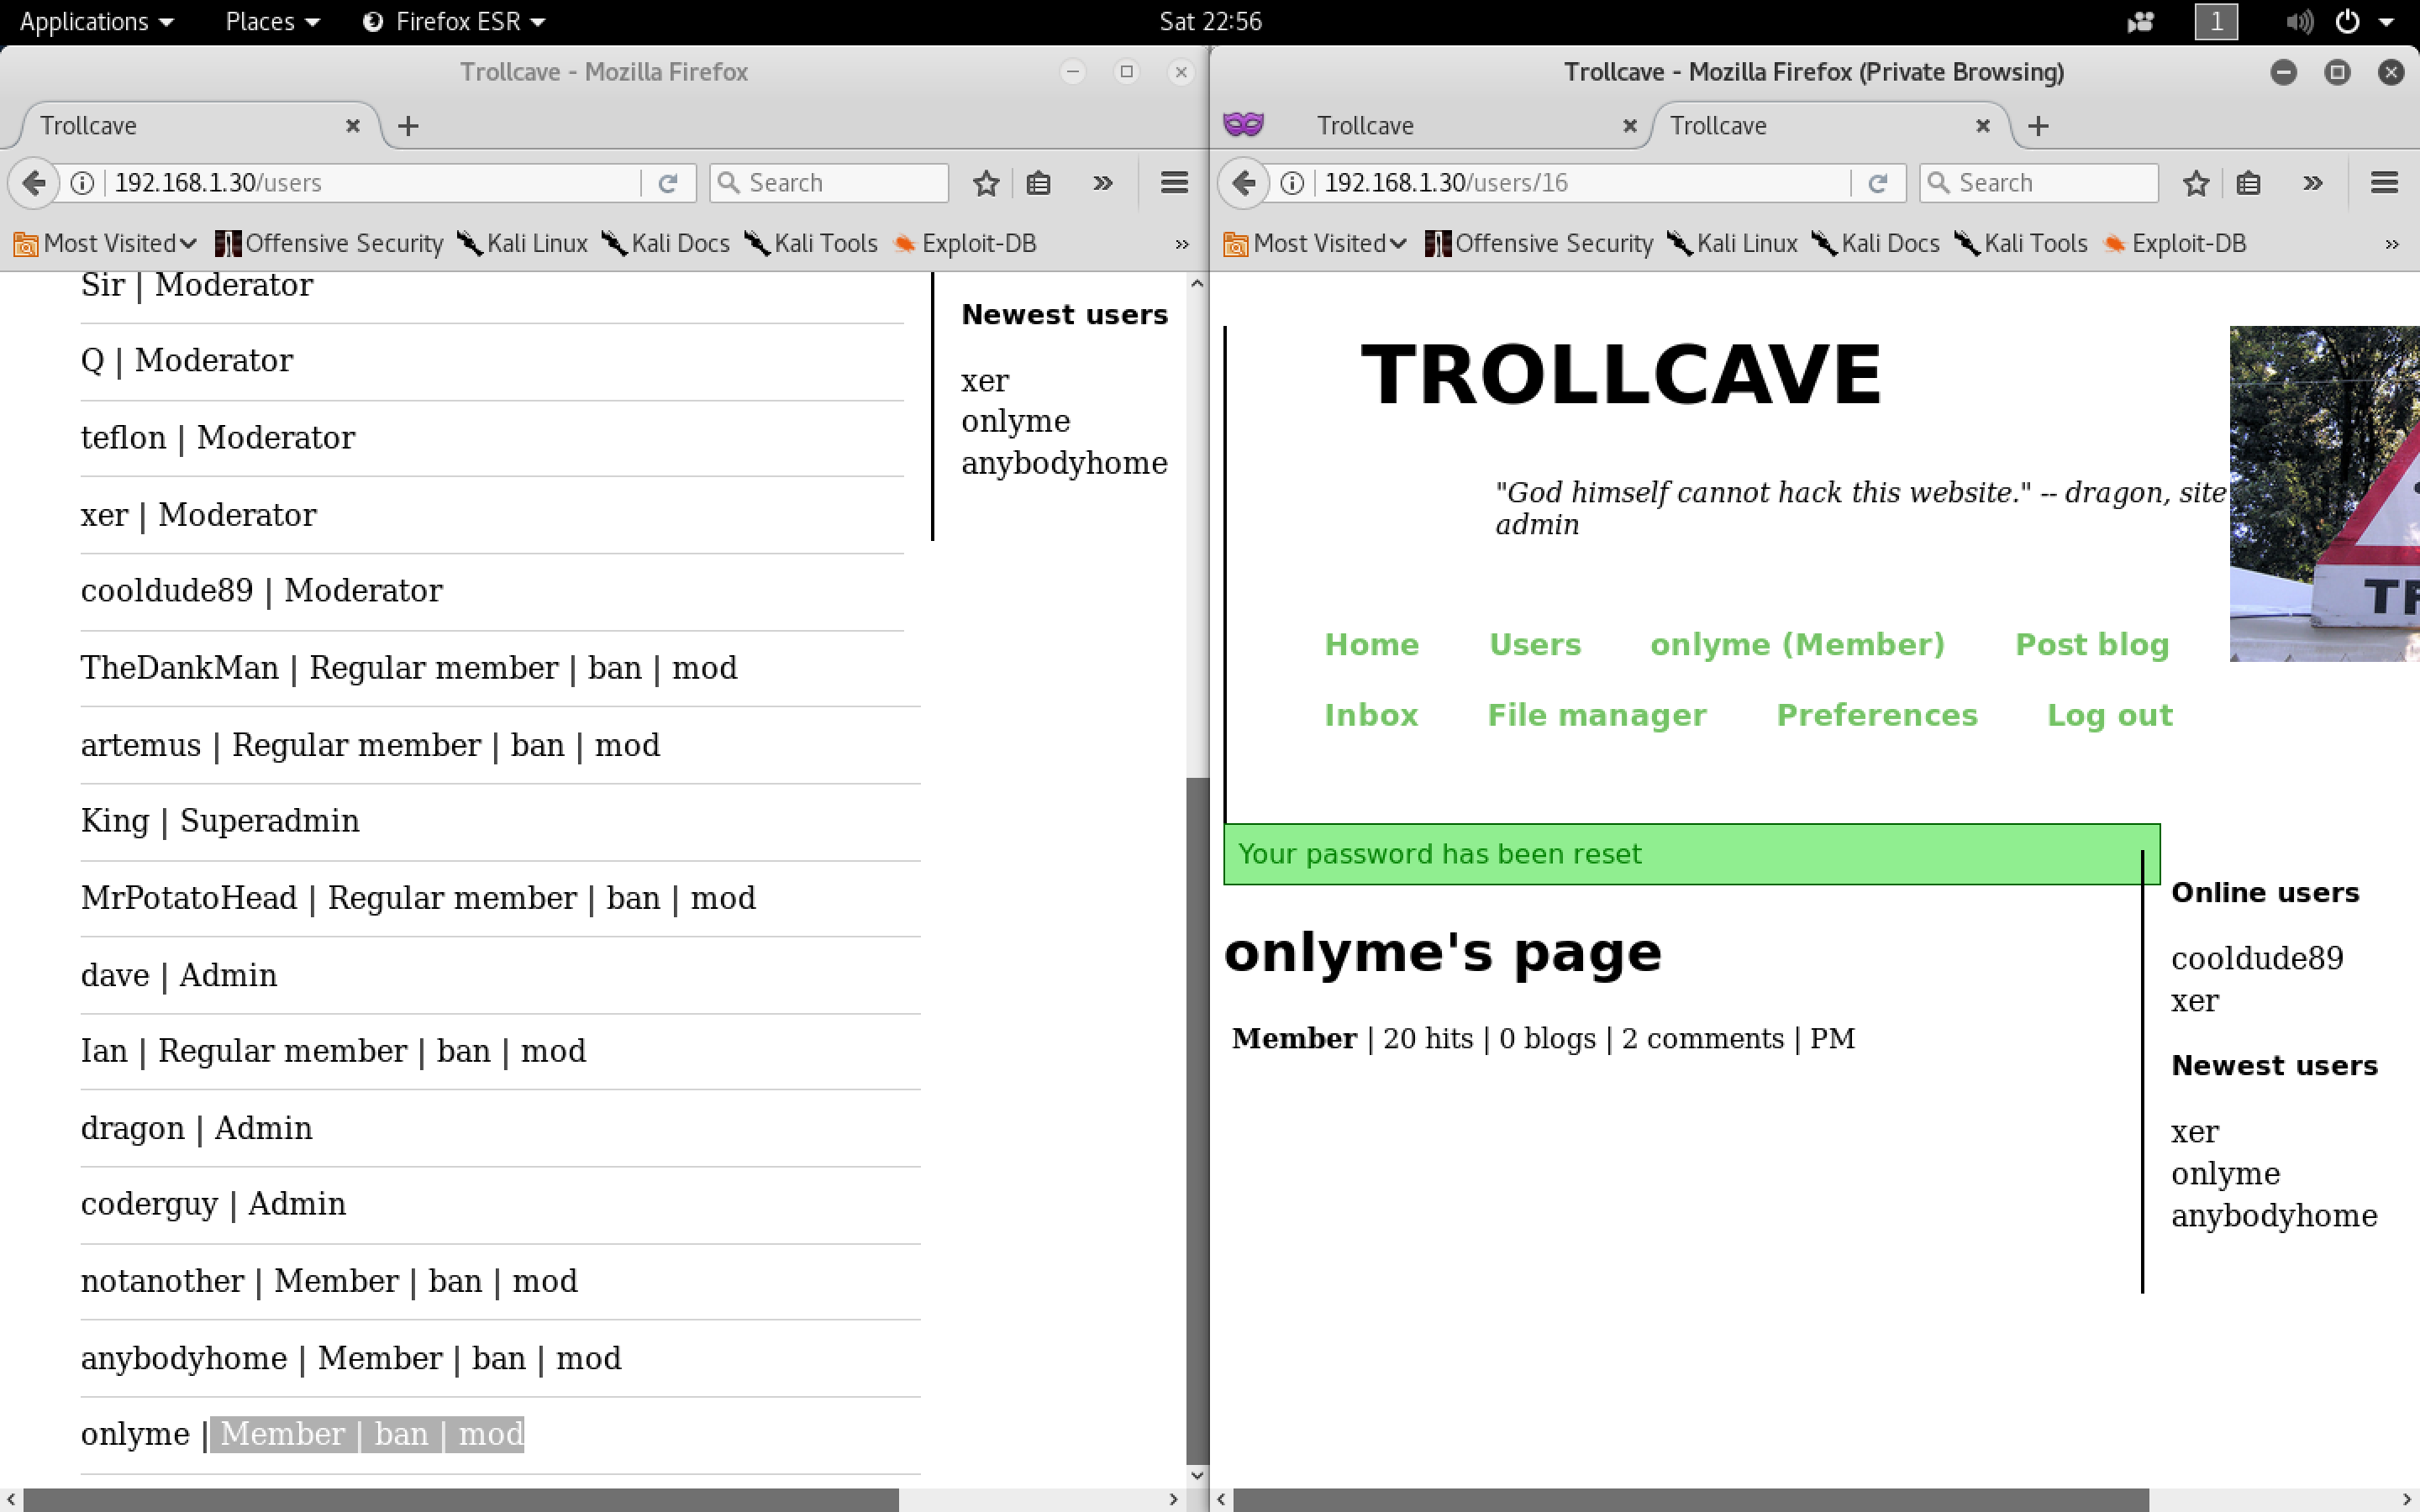 Applications Places Firefox ESR Sat 22:56 1
Trollcave - Mozilla Firefox
Trollcave
192.168.1.30/users Search
Most Visited Offensive Security Kali Linux Kali Docs Kali Tools Exploit-DB »
Sir | Moderator
Q | Moderator
teflon | Moderator
xer | Moderator
cooldude89 | Moderator
TheDankMan | Regular member | ban | mod
artemus | Regular member | ban | mod
King | Superadmin
MrPotatoHead | Regular member | ban | mod
dave | Admin
Ian | Regular member | ban | mod
dragon | Admin
coderguy | Admin
notanother | Member | ban | mod
anybodyhome | Member | ban | mod
onlyme | Member | ban | mod
Newest users
xer
onlyme
anybodyhome
Trollcave - Mozilla Firefox (Private Browsing)
Trollcave Trollcave
192.168.1.30/users/16 Search
Most Visited Offensive Security Kali Linux Kali Docs Kali Tools Exploit-DB »
TROLLCAVE
"God himself cannot hack this website." -- dragon, site
admin
Home Users onlyme (Member) Post blog
Inbox File manager Preferences Log out
Your password has been reset
onlyme's page
Member | 20 hits | 0 blogs | 2 comments | PM
Online users
cooldude89
xer
Newest users
xer
onlyme
anybodyhome